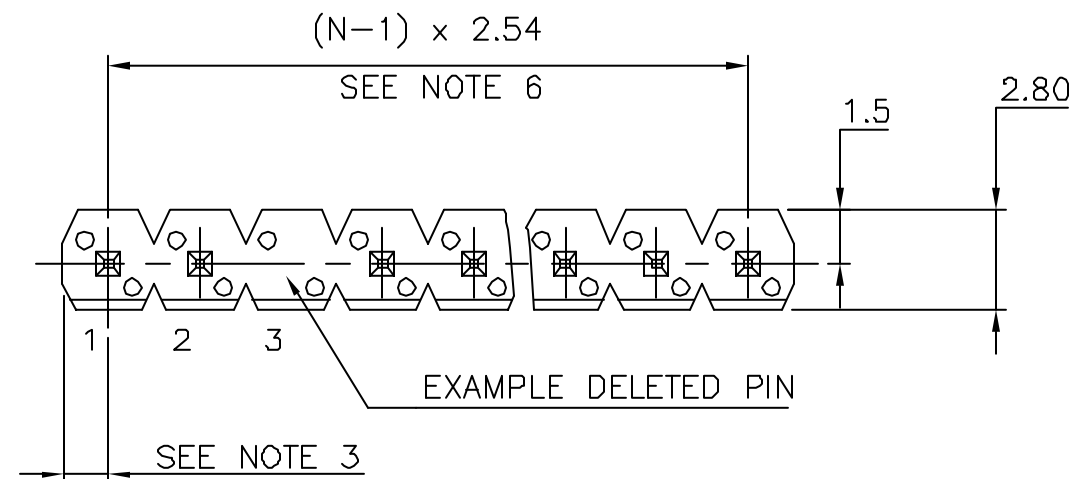 (N-1) x 2.54
SEE NOTE 6
2.80
1.5
1 2 3
EXAMPLE DELETED PIN
SEE NOTE 3